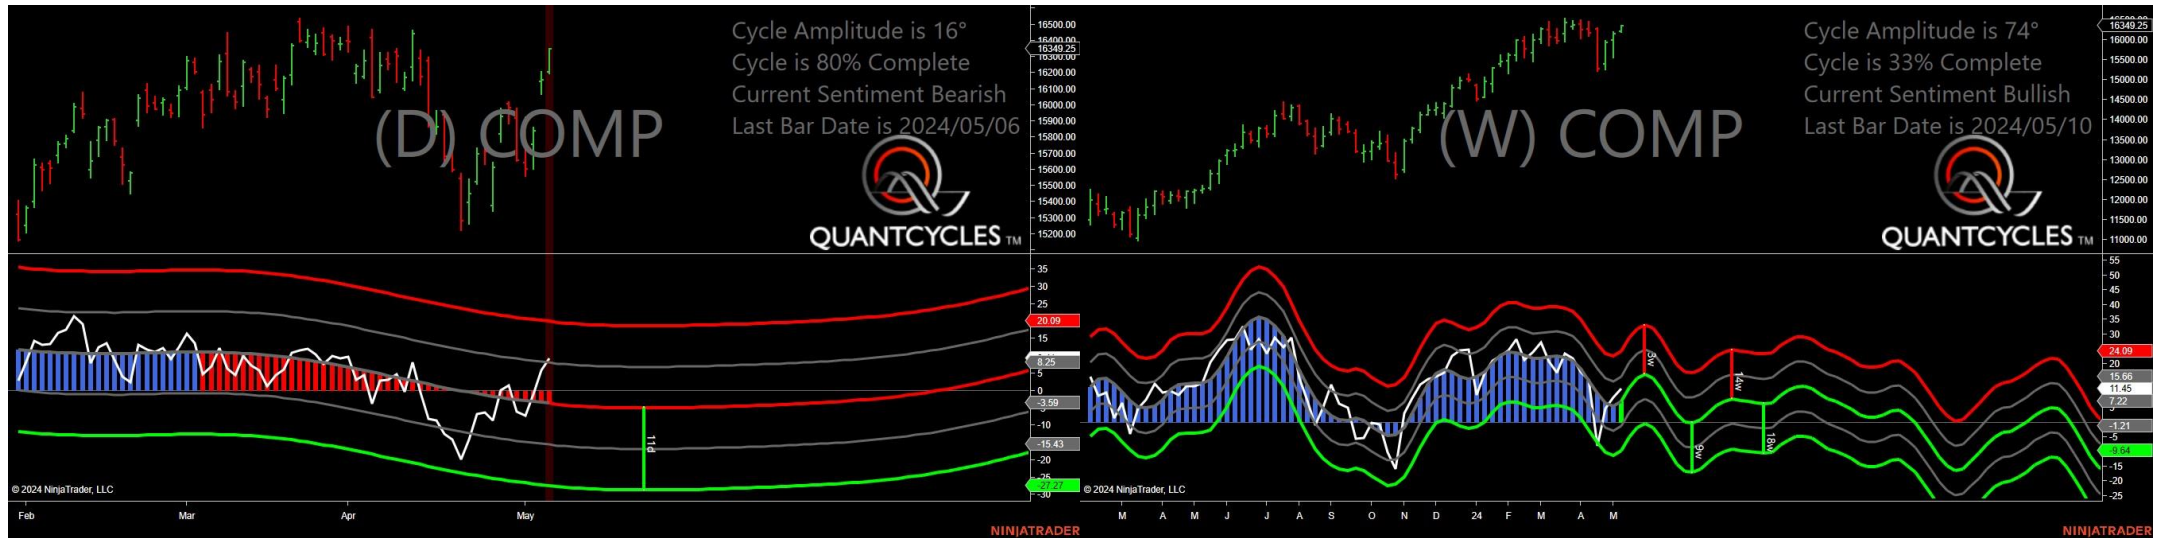 Cycle Amplitude is 16°
Cycle is 80% Complete
Current Sentiment Bearish
Last Bar Date is 2024/05/06
(D) COMP
QUANTCYCLES TM
16500.00
16400.00
16349.25
16200.00
16000.00
15800.00
15700.00
15600.00
15500.00
15400.00
15300.00
15200.00
35
30
25
20.09
15
8.25
5
0
-3.59
-10
-15.43
-20
-27.27
-30
11d
© 2024 NinjaTrader, LLC
Feb Mar Apr May
NINJATRADER
Cycle Amplitude is 74°
Cycle is 33% Complete
Current Sentiment Bullish
Last Bar Date is 2024/05/10
(W) COMP
QUANTCYCLES TM
16349.25
16000.00
15500.00
15000.00
14500.00
14000.00
13500.00
13000.00
12500.00
12000.00
11500.00
11000.00
55
50
45
40
35
30
24.09
20
15.66
11.45
7.22
-1.21
-5
-9.64
-15
-20
-25
14w
9w
18w
© 2024 NinjaTrader, LLC
M A M J J A S O N D 24 F M A M
NINJATRADER